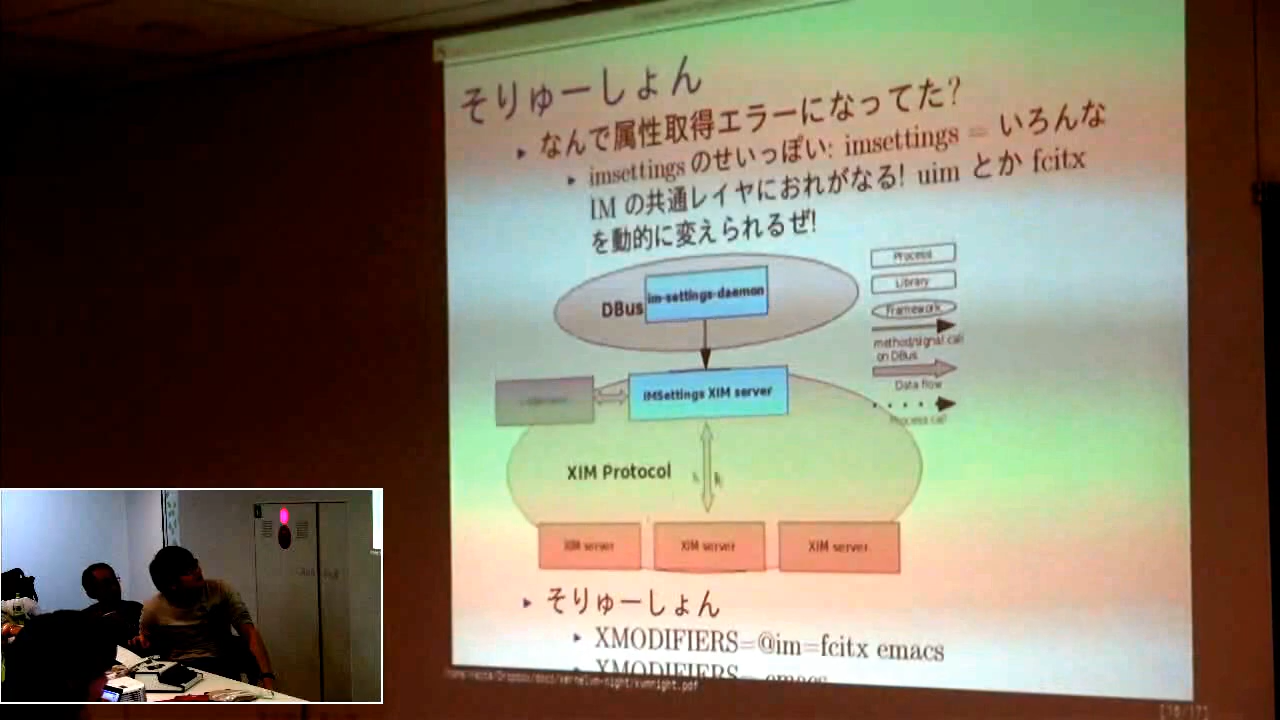 そりゅーしょん
なんで属性取得エラーになってた?
imsettings のせいっぽい: imsettings = いろんな
IM の共通レイヤにおれがなる! uim とか fcitx
を動的に変えられるぜ!
Process
Library
Framework
method/signal call
on DBus
Data flow
Process call
DBus
im-settings-daemon
IMSettings XIM server
XIM Protocol
XIM server
XIM server
XIM server
そりゅーしょん
XMODIFIERS=@im=fcitx emacs
XMODIFIERS= emacs